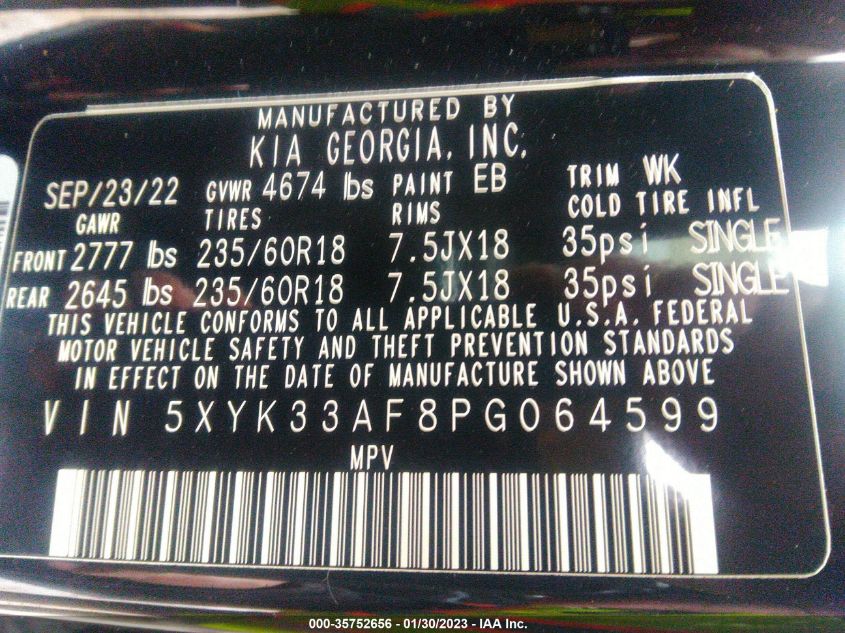 MANUFACTURED BY
KIA GEORGIA, INC.
SEP/23/22 GVWR 4674 lbs PAINT EB TRIM WK
GAWR TIRES RIMS COLD TIRE INFL
FRONT 2777 lbs 235/60R18 7.5JX18 35psi SINGLE
REAR 2645 lbs 235/60R18 7.5JX18 35psi SINGLE
THIS VEHICLE CONFORMS TO ALL APPLICABLE U.S.A. FEDERAL
MOTOR VEHICLE SAFETY AND THEFT PREVENTION STANDARDS
IN EFFECT ON THE DATE OF MANUFACTURE SHOWN ABOVE
VIN 5XYK33AF8PG064599
MPV
000-35752656 - 01/30/2023 - IAA Inc.